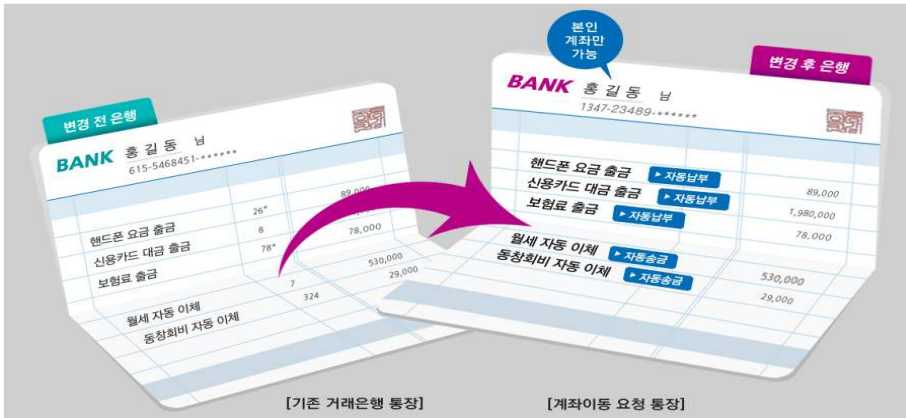 변경 전 은행
BANK 홍길동 님
615-5468451-******
핸드폰 요금 출금 26* 89,000
신용카드 대금 출금 8
보험료 출금 78* 78,000
월세 자동 이체 7 530,000
동창회비 자동 이체 324 29,000
[기존 거래은행 통장]
본인
계좌만
가능
변경 후 은행
BANK 홍길동 님
1347-23489-******
핸드폰 요금 출금 ▶자동납부 89,000
신용카드 대금 출금 ▶자동납부 1,980,000
보험료 출금 ▶자동납부 78,000
월세 자동 이체 ▶자동송금 530,000
동창회비 자동 이체 ▶자동송금 29,000
[계좌이동 요청 통장]